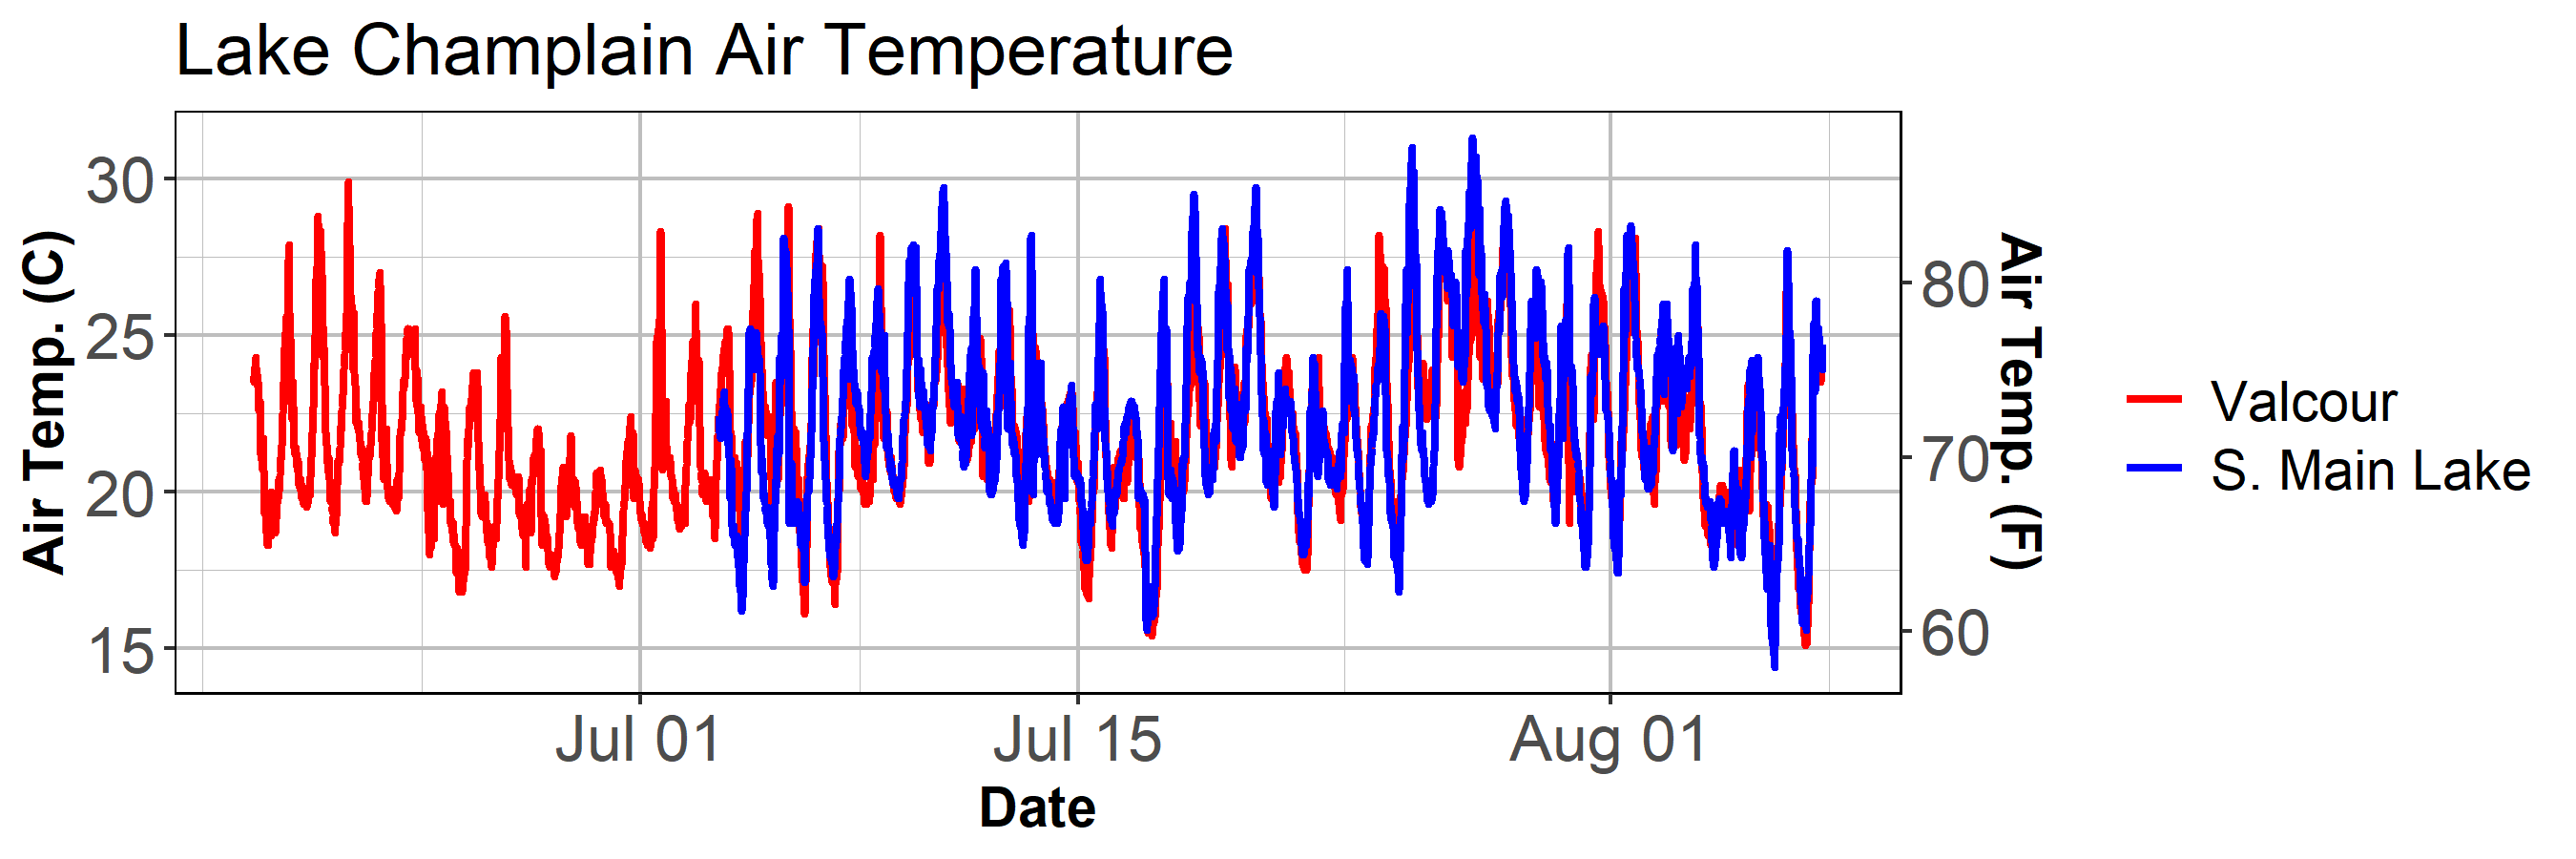 Lake Champlain Air Temperature
Air Temp. (C)
30
25
20
15
80
70
60
Air Temp. (F)
Jul 01
Jul 15
Aug 01
Date
Valcour
S. Main Lake